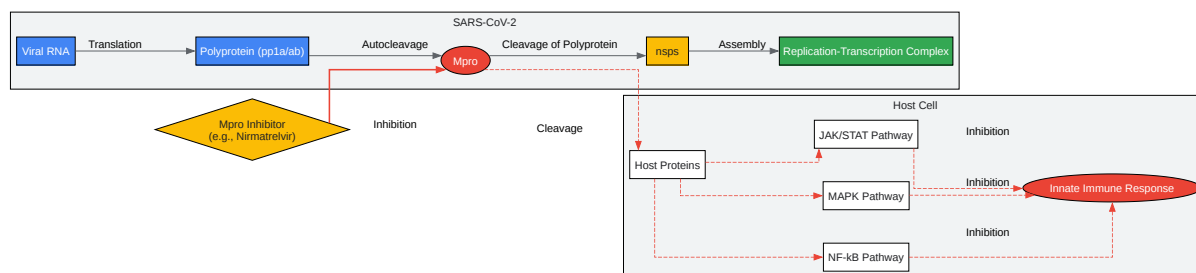 SARS-CoV-2
Viral RNA
Translation
Polyprotein (pp1a/ab)
Autocleavage
Mpro
Cleavage of Polyprotein
nsps
Assembly
Replication-Transcription Complex
Mpro Inhibitor
(e.g., Nirmatrelvir)
Inhibition
Cleavage
Host Cell
Host Proteins
JAK/STAT Pathway
Inhibition
MAPK Pathway
Inhibition
Innate Immune Response
NF-kB Pathway
Inhibition